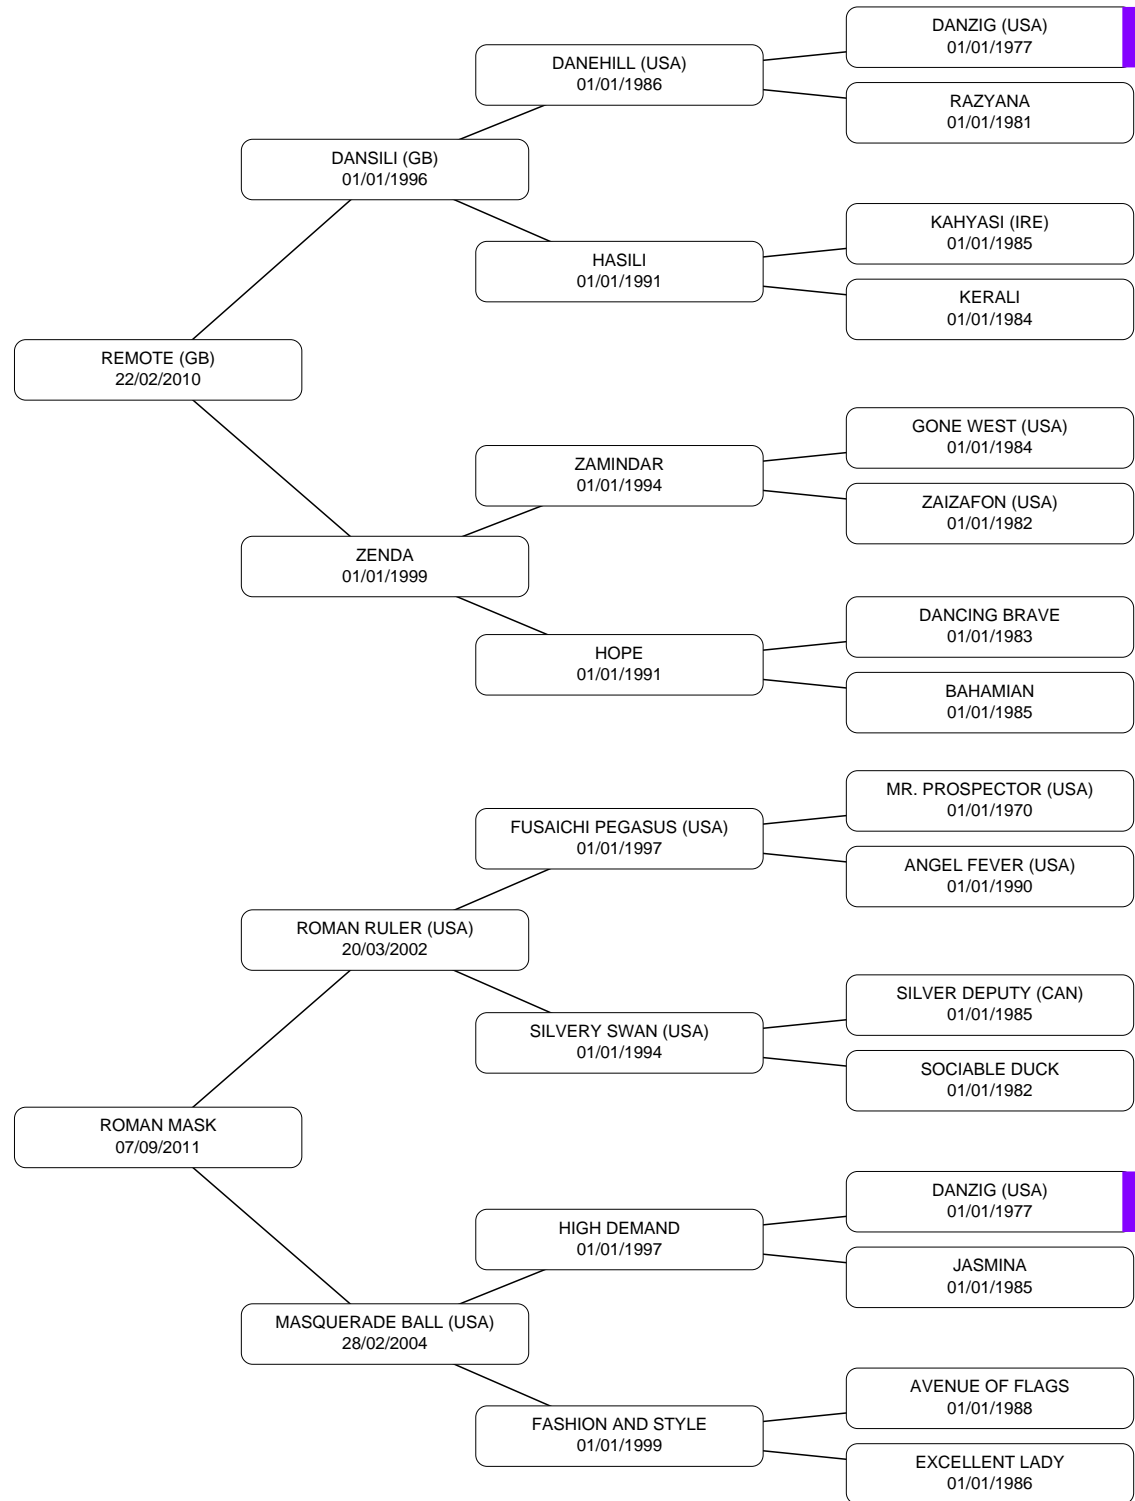 DANZIG (USA)
01/01/1977
DANEHILL (USA)
01/01/1986
RAZYANA
01/01/1981
DANSILI (GB)
01/01/1996
KAHYASI (IRE)
01/01/1985
HASILI
01/01/1991
KERALI
01/01/1984
REMOTE (GB)
22/02/2010
GONE WEST (USA)
01/01/1984
ZAMINDAR
01/01/1994
ZAIZAFON (USA)
01/01/1982
ZENDA
01/01/1999
DANCING BRAVE
01/01/1983
HOPE
01/01/1991
BAHAMIAN
01/01/1985
MR. PROSPECTOR (USA)
01/01/1970
FUSAICHI PEGASUS (USA)
01/01/1997
ANGEL FEVER (USA)
01/01/1990
ROMAN RULER (USA)
20/03/2002
SILVER DEPUTY (CAN)
01/01/1985
SILVERY SWAN (USA)
01/01/1994
SOCIABLE DUCK
01/01/1982
ROMAN MASK
07/09/2011
DANZIG (USA)
01/01/1977
HIGH DEMAND
01/01/1997
JASMINA
01/01/1985
MASQUERADE BALL (USA)
28/02/2004
AVENUE OF FLAGS
01/01/1988
FASHION AND STYLE
01/01/1999
EXCELLENT LADY
01/01/1986